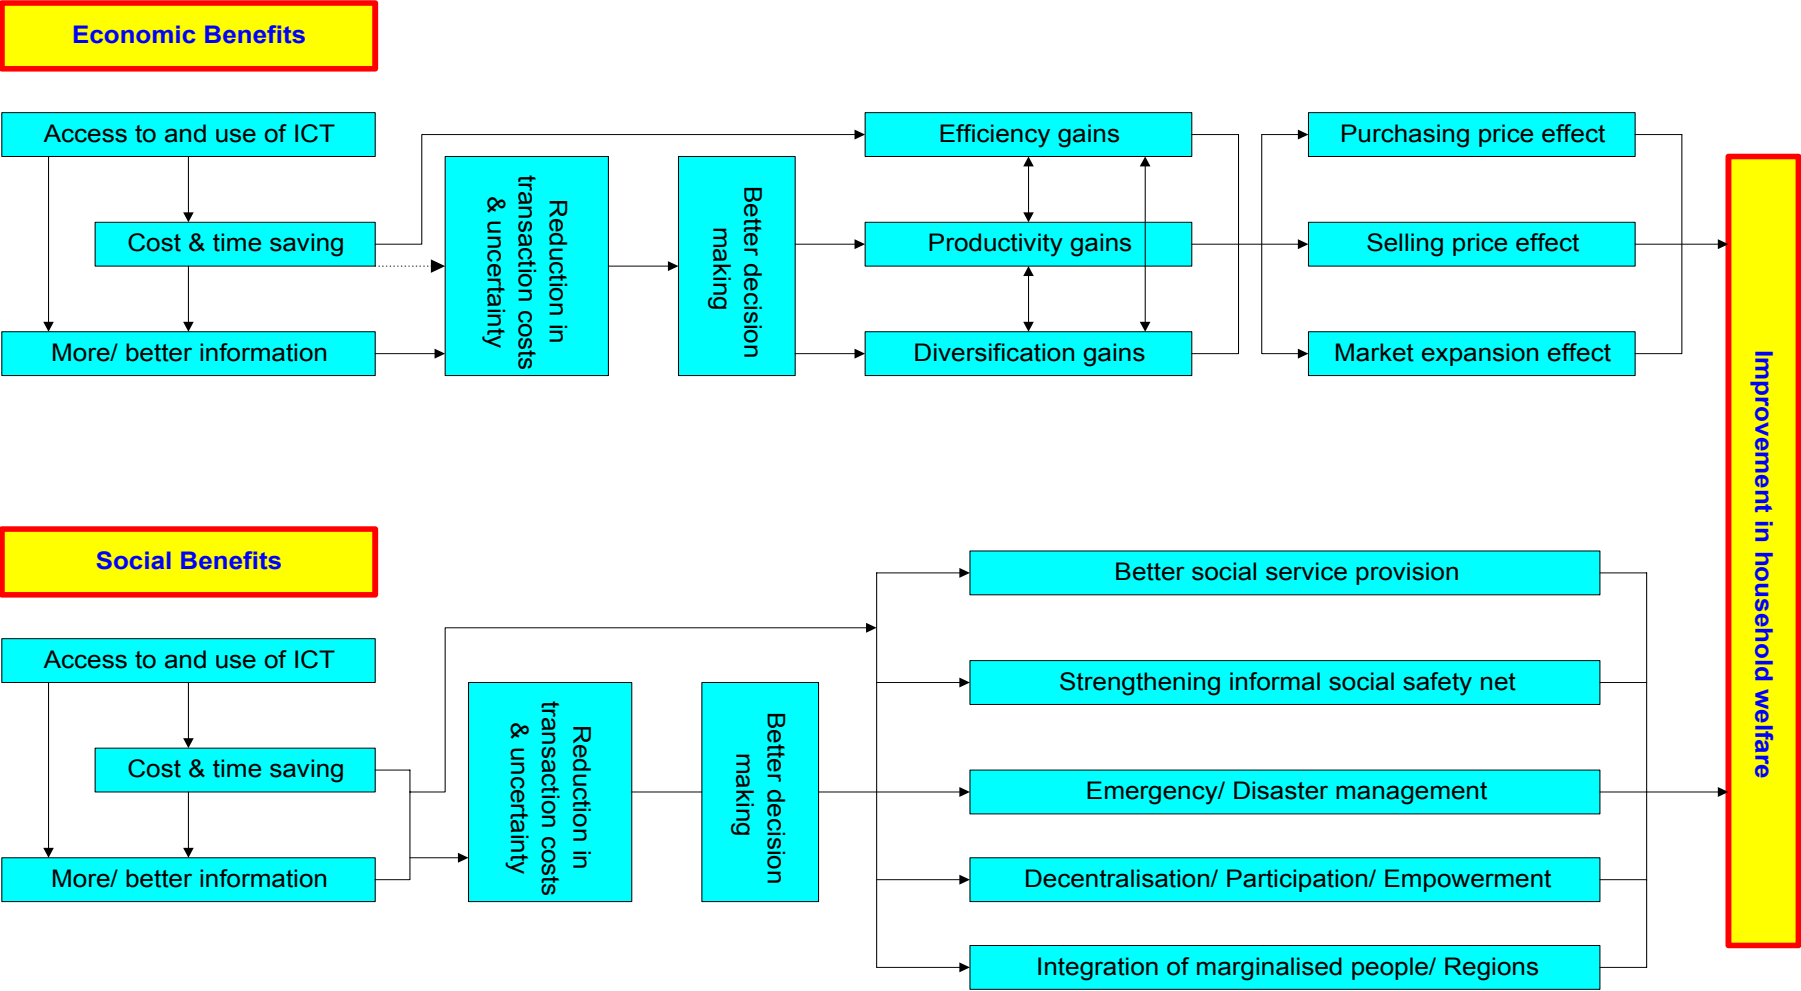 Economic Benefits
Access to and use of ICT
Cost & time saving
More/ better information
Reduction in
transaction costs
& uncertainty
Better decision
making
Efficiency gains
Productivity gains
Diversification gains
Purchasing price effect
Selling price effect
Market expansion effect
Improvement in household welfare
Social Benefits
Access to and use of ICT
Cost & time saving
More/ better information
Reduction in
transaction costs
& uncertainty
Better decision
making
Better social service provision
Strengthening informal social safety net
Emergency/ Disaster management
Decentralisation/ Participation/ Empowerment
Integration of marginalised people/ Regions